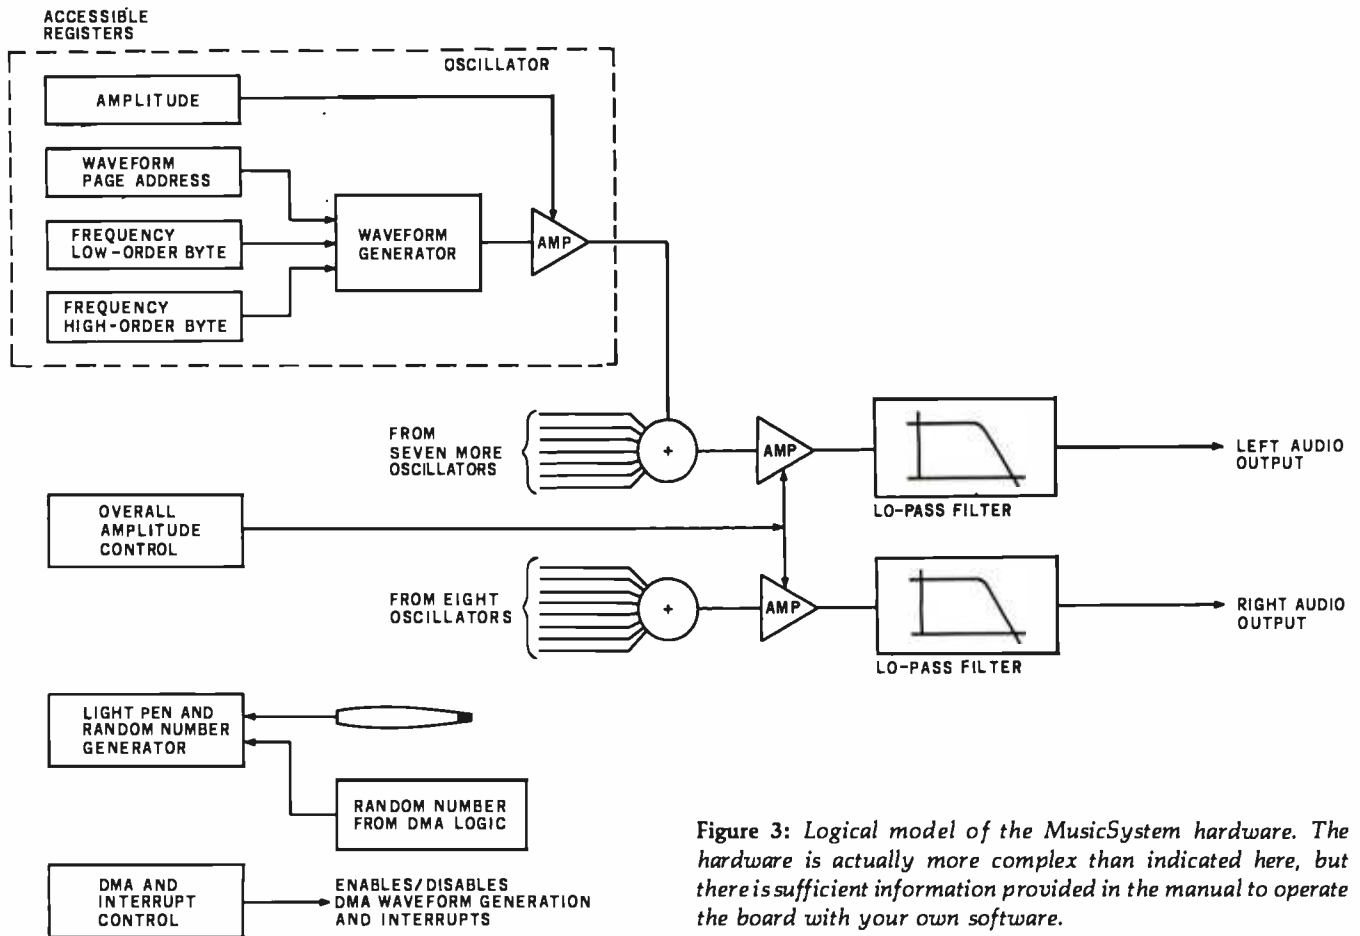 ACCESSIBLE
REGISTERS
OSCILLATOR
AMPLITUDE
WAVEFORM
PAGE ADDRESS
FREQUENCY
LOW-ORDER BYTE
FREQUENCY
HIGH-ORDER BYTE
WAVEFORM
GENERATOR
AMP
FROM
SEVEN MORE
OSCILLATORS
+
AMP
LO-PASS FILTER
LEFT AUDIO
OUTPUT
OVERALL
AMPLITUDE
CONTROL
FROM EIGHT
OSCILLATORS
+
AMP
LO-PASS FILTER
RIGHT AUDIO
OUTPUT
LIGHT PEN AND
RANDOM NUMBER
GENERATOR
RANDOM NUMBER
FROM DMA LOGIC
DMA AND
INTERRUPT
CONTROL
ENABLES/DISABLES
DMA WAVEFORM GENERATION
AND INTERRUPTS
Figure 3: Logical model of the MusicSystem hardware. The
hardware is actually more complex than indicated here, but
there is sufficient information provided in the manual to operate
the board with your own software.